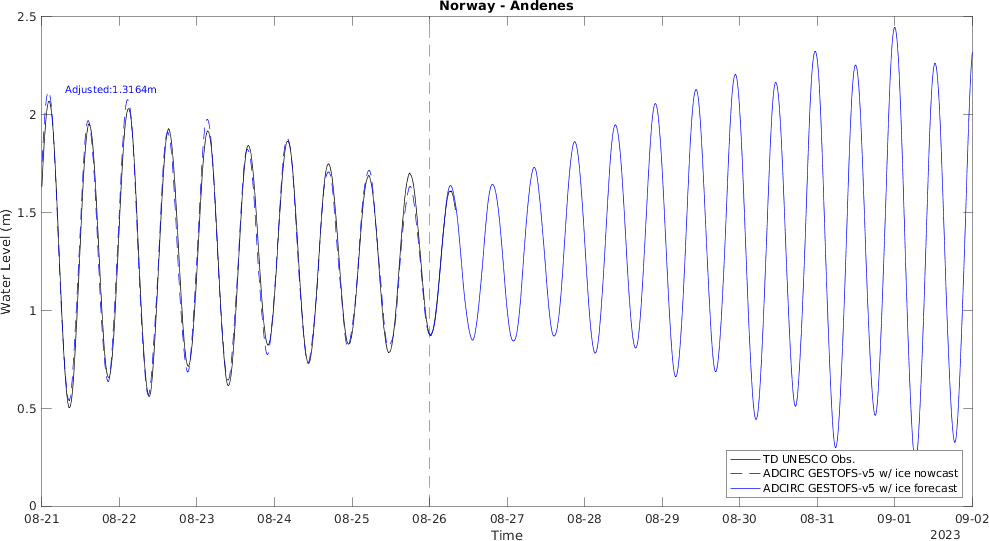 Norway - Andenes
Adjusted:1.3164m
Water Level (m)
2.5
2
1.5
1
0.5
0
TD UNESCO Obs.
ADCIRC GESTOFS-v5 w/ ice nowcast
ADCIRC GESTOFS-v5 w/ ice forecast
08-21 08-22 08-23 08-24 08-25 08-26 08-27 08-28 08-29 08-30 08-31 09-01 09-02
Time
2023